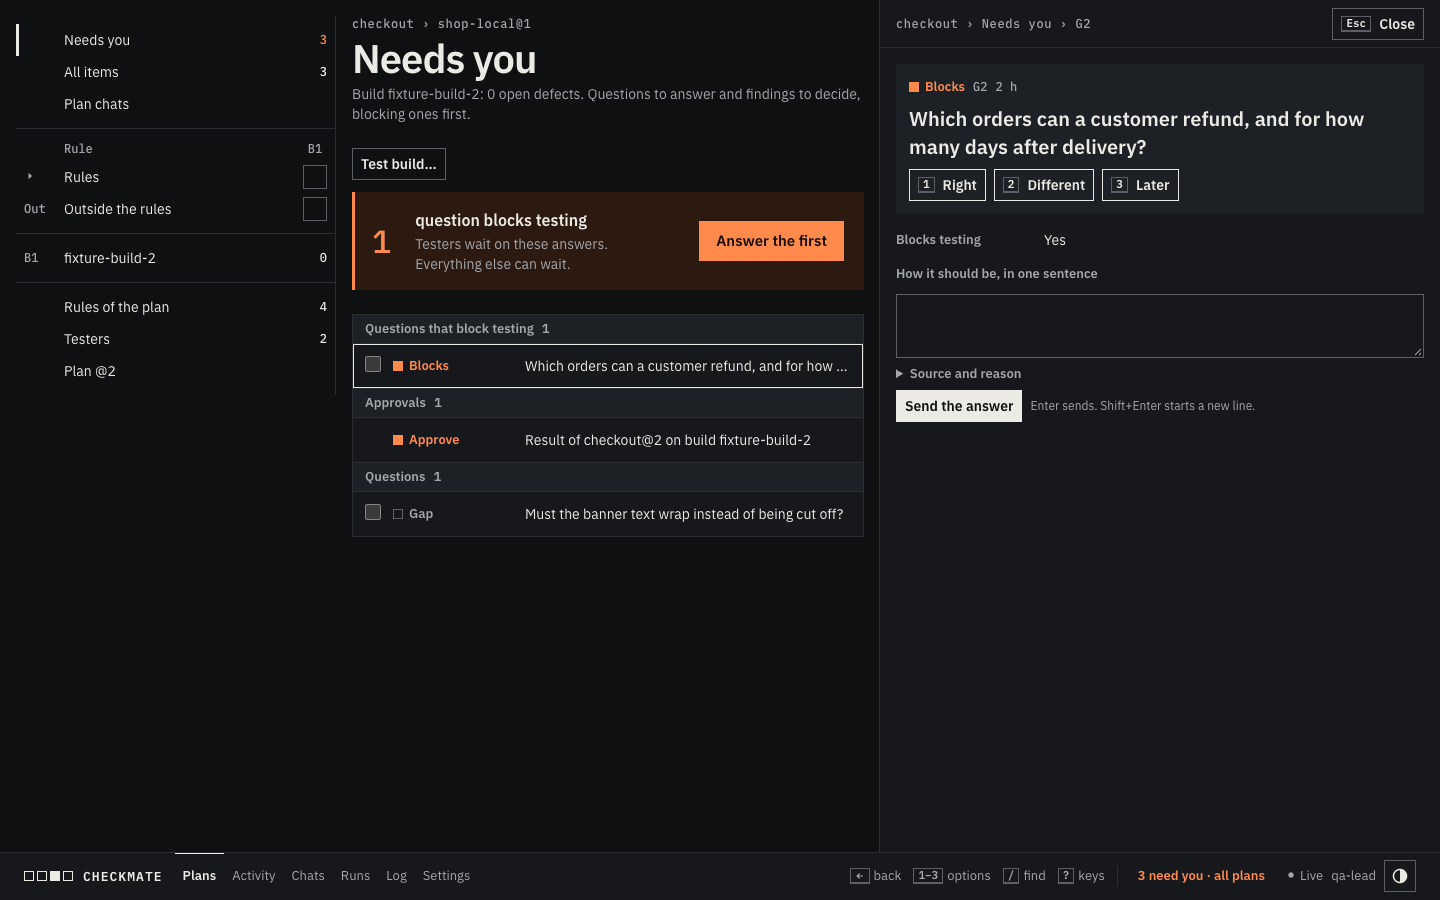 Needs you 3
All items 3
Plan chats
Rule B1
Rules
Out Outside the rules
B1 fixture-build-2 0
Rules of the plan 4
Testers 2
Plan @2
checkout › shop-local@1
Needs you
Build fixture-build-2: 0 open defects. Questions to answer and findings to decide,
blocking ones first.
Test build...
1
question blocks testing
Testers wait on these answers.
Everything else can wait.
Answer the first
Questions that block testing 1
Blocks Which orders can a customer refund, and for how ...
Approvals 1
Approve Result of checkout@2 on build fixture-build-2
Questions 1
Gap Must the banner text wrap instead of being cut off?
checkout › Needs you › G2
Esc Close
Blocks G2 2 h
Which orders can a customer refund, and for how
many days after delivery?
1 Right 2 Different 3 Later
Blocks testing Yes
How it should be, in one sentence
Source and reason
Send the answer Enter sends. Shift+Enter starts a new line.
CHECKMATE Plans Activity Chats Runs Log Settings
← back 1–3 options / find ? keys 3 need you · all plans Live qa-lead